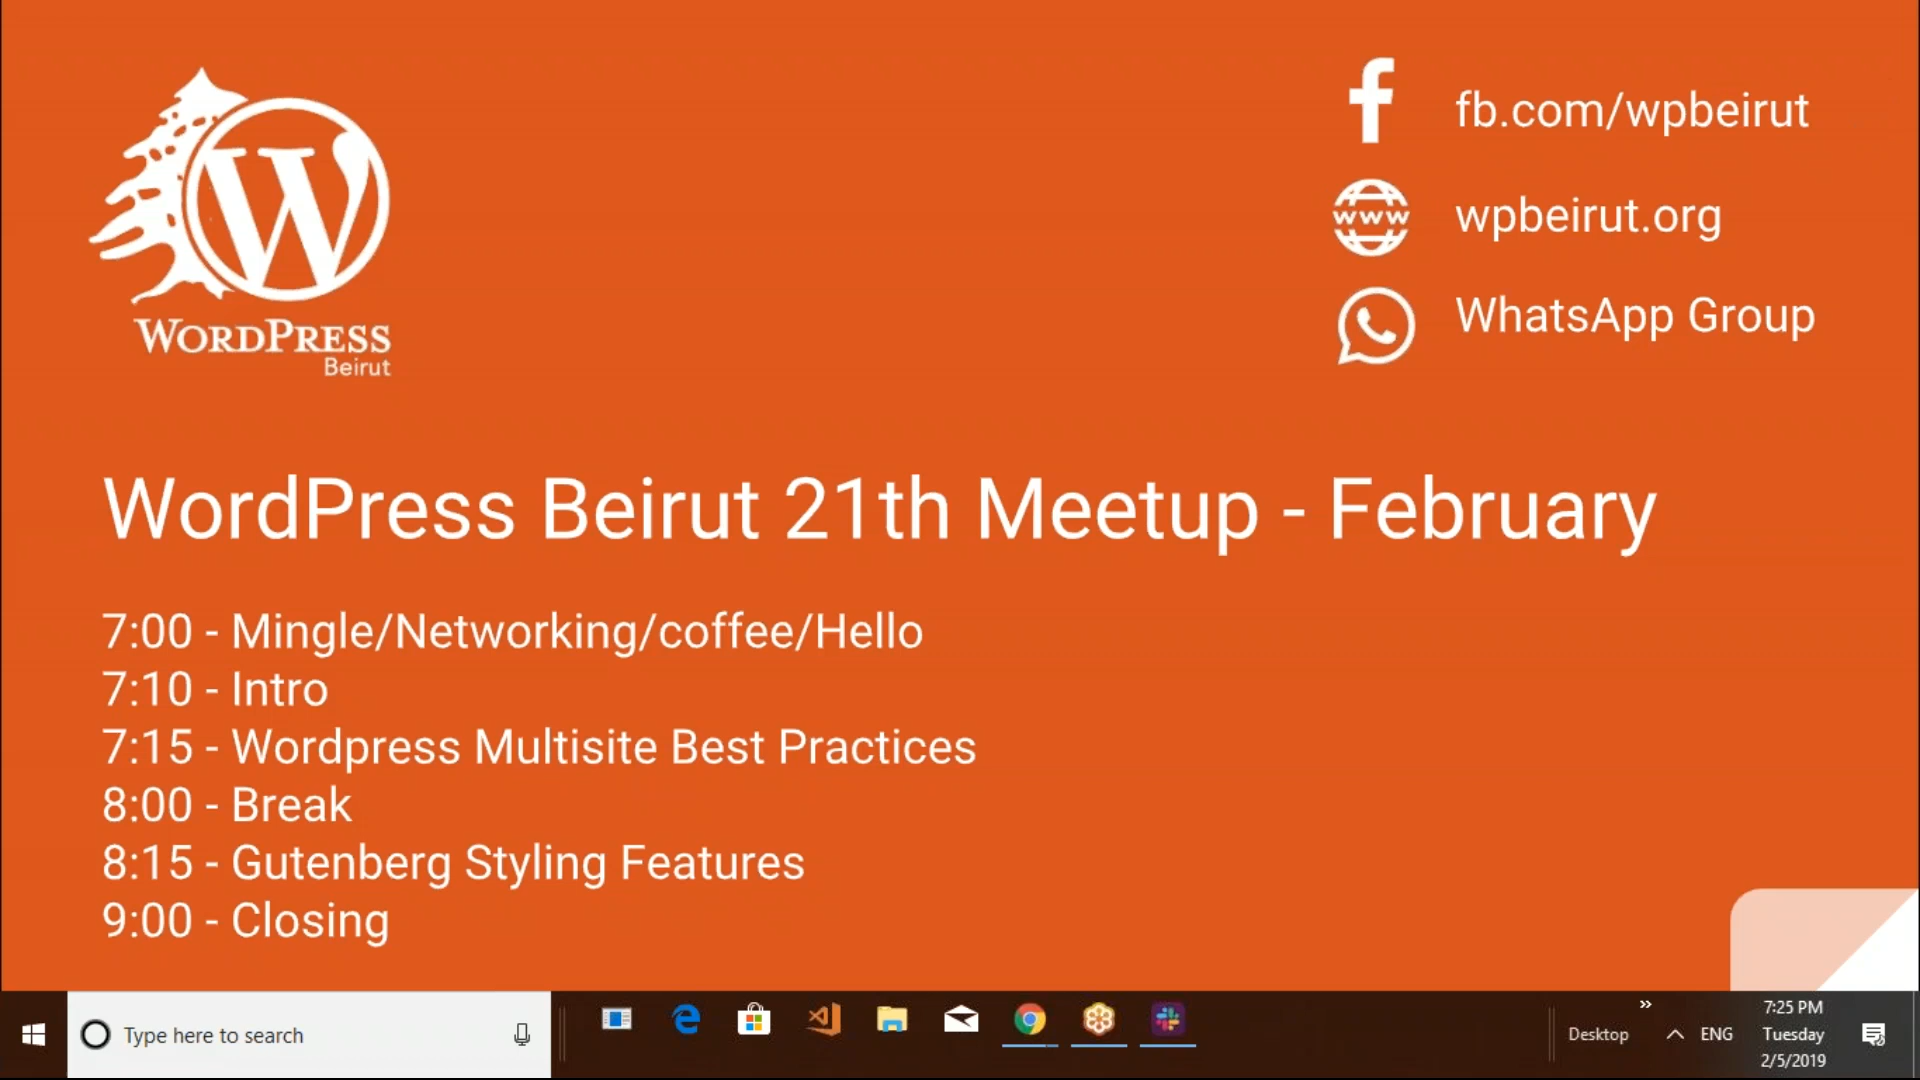 WORDPRESS
Beirut
fb.com/wpbeirut
www
wpbeirut.org
WhatsApp Group
WordPress Beirut 21th Meetup - February
7:00 - Mingle/Networking/coffee/Hello
7:10 - Intro
7:15 - Wordpress Multisite Best Practices
8:00 - Break
8:15 - Gutenberg Styling Features
9:00 - Closing
Type here to search
Desktop
ENG
7:25 PM
Tuesday
2/5/2019